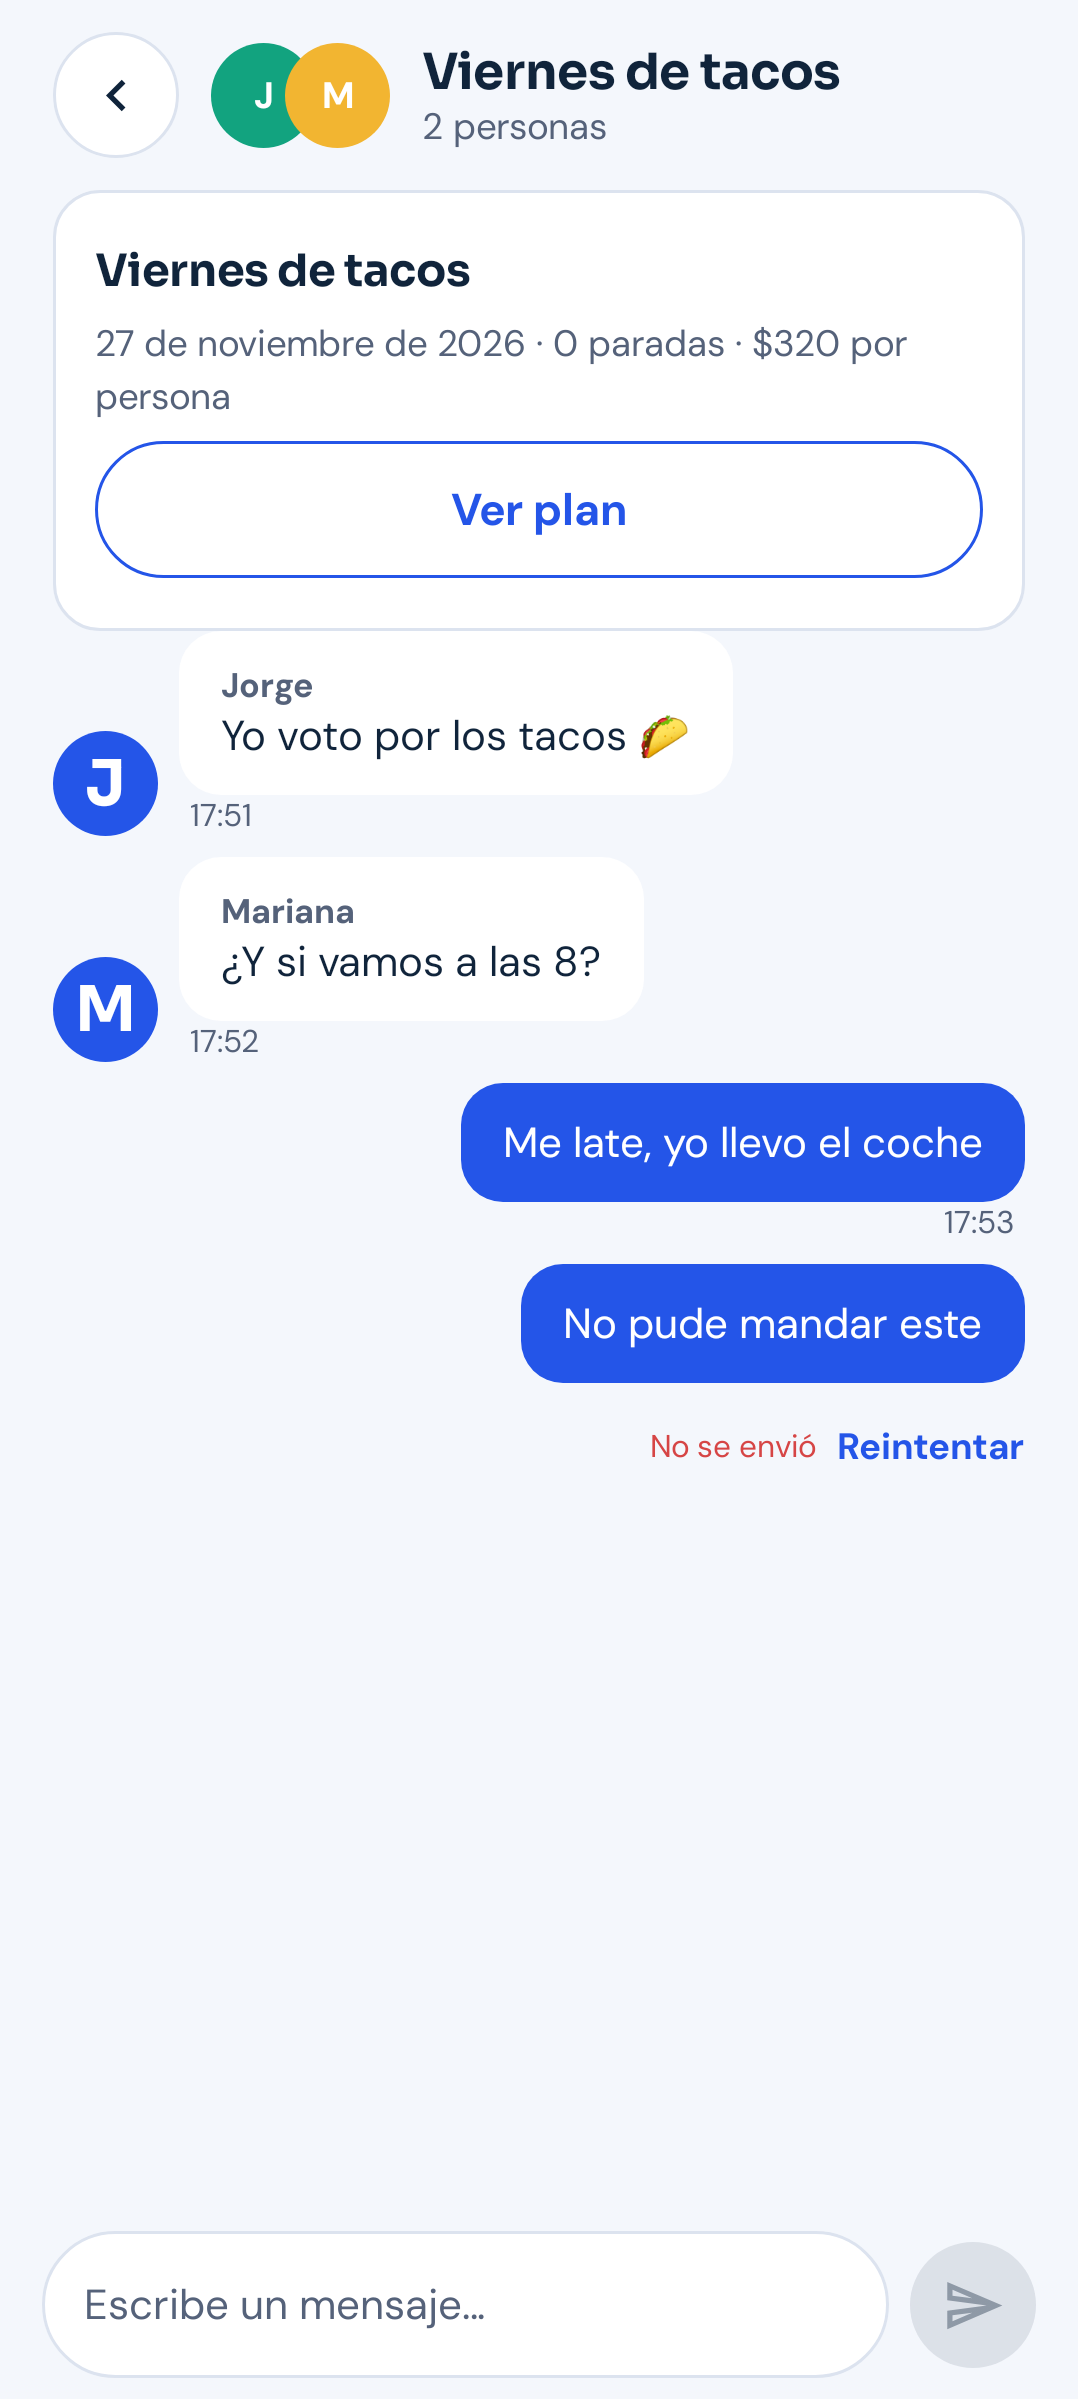 J M
Viernes de tacos
2 personas
Viernes de tacos
27 de noviembre de 2026 · 0 paradas · $320 por
persona
Ver plan
Jorge
Yo voto por los tacos 🌮
J
17:51
Mariana
¿Y si vamos a las 8?
M
17:52
Me late, yo llevo el coche
17:53
No pude mandar este
No se envió Reintentar
Escribe un mensaje...